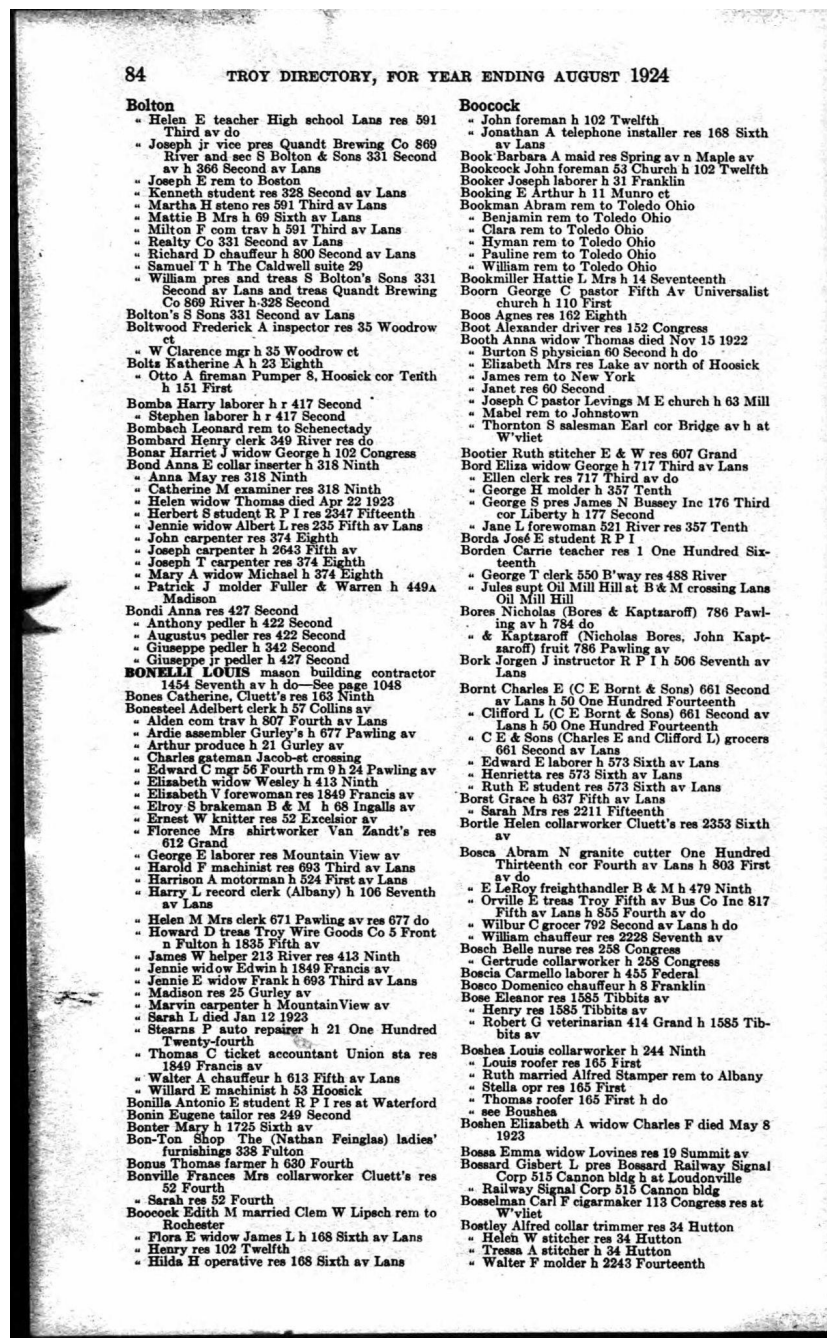 84 TROY DIRECTORY, FOR YEAR ENDING AUGUST 1924
Bolton
“ Helen E teacher High school Lans res 591
Third av do
“ Joseph jr vice pres Quandt Brewing Co 869
River and sec S Bolton & Sons 331 Second
av h 366 Second av Lans
“ Joseph E rem to Boston
“ Kenneth student res 328 Second av Lans
“ Martha H steno res 591 Third av Lans
“ Mattie B Mrs h 69 Sixth av Lans
“ Milton F com trav h 591 Third av Lans
“ Realty Co 331 Second av Lans
“ Richard D chauffeur h 800 Second av Lans
“ Samuel T h The Caldwell suite 29
“ William pres and treas S Bolton's Sons 331
Second av Lans and treas Quandt Brewing
Co 869 River h 328 Second
Bolton's S Sons 331 Second av Lans
Boltwood Frederick A inspector res 35 Woodrow
ct
“ W Clarence mgr h 35 Woodrow ct
Boltz Katherine A h 23 Eighth
“ Otto A fireman Pumper 8, Hoosick cor Tenth
h 151 First
Bomba Harry laborer h r 417 Second
“ Stephen laborer h r 417 Second
Bombach Leonard rem to Schenectady
Bombard Henry clerk 349 River res do
Bonar Harriet J widow George h 102 Congress
Bond Anna E collar inserter h 318 Ninth
“ Anna May res 318 Ninth
“ Catherine M examiner res 318 Ninth
“ Helen widow Thomas died Apr 22 1923
“ Herbert S student R P I res 2347 Fifteenth
“ Jennie widow Albert L res 235 Fifth av Lans
“ John carpenter res 374 Eighth
“ Joseph carpenter h 2643 Fifth av
“ Joseph T carpenter res 374 Eighth
“ Mary A widow Michael h 374 Eighth
“ Patrick J molder Fuller & Warren h 449A
Madison
Bondi Anna res 427 Second
“ Anthony pedler h 422 Second
“ Augustus pedler res 422 Second
“ Giuseppe pedler h 342 Second
“ Giuseppe jr pedler h 427 Second
BONELLI LOUIS mason building contractor
1454 Seventh av h do—See page 1048
Bones Catherine, Cluett's res 163 Ninth
Bonesteel Adelbert clerk h 57 Collins av
“ Alden com trav h 807 Fourth av Lans
“ Ardie assembler Gurley's h 677 Pawling av
“ Arthur produce h 21 Gurley av
“ Charles gateman Jacob-st crossing
“ Edward C mgr 56 Fourth rm 9 h 24 Pawling av
“ Elizabeth widow Wesley h 413 Ninth
“ Elizabeth V forewoman res 1849 Francis av
“ Elroy S brakeman B & M h 68 Ingalls av
“ Ernest W knitter res 52 Excelsior av
“ Florence Mrs shirtworker Van Zandt's res
612 Grand
“ George E laborer res Mountain View av
“ Harold F machinist res 693 Third av Lans
“ Harrison A motorman h 524 First av Lans
“ Harry L record clerk (Albany) h 106 Seventh
av Lans
“ Helen M Mrs clerk 671 Pawling av res 677 do
“ Howard D treas Troy Wire Goods Co 5 Front
n Fulton h 1835 Fifth av
“ James W helper 213 River res 413 Ninth
“ Jennie widow Edwin h 1849 Francis av
“ Jennie E widow Frank h 693 Third av Lans
“ Madison res 25 Gurley av
“ Marvin carpenter h MountainView av
“ Sarah L died Jan 12 1923
“ Stearns P auto repairer h 21 One Hundred
Twenty-fourth
“ Thomas C ticket accountant Union sta res
1849 Francis av
“ Walter A chauffeur h 613 Fifth av Lans
“ Willard E machinist h 53 Hoosick
Bonilla Antonio E student R P I res at Waterford
Bonin Eugene tailor res 249 Second
Bonter Mary h 1725 Sixth av
Bon-Ton Shop The (Nathan Feinglas) ladies'
furnishings 338 Fulton
Bonus Thomas farmer h 630 Fourth
Bonville Frances Mrs collarworker Cluett's res
52 Fourth
“ Sarah res 52 Fourth
Boocock Edith M married Clem W Lipsch rem to
Rochester
“ Flora E widow James L h 168 Sixth av Lans
“ Henry res 102 Twelfth
“ Hilda H operative res 168 Sixth av Lans
Boocock
“ John foreman h 102 Twelfth
“ Jonathan A telephone installer res 168 Sixth
av Lans
Book Barbara A maid res Spring av n Maple av
Bookcock John foreman 53 Church h 102 Twelfth
Booker Joseph laborer h 31 Franklin
Booking E Arthur h 11 Munro ct
Bookman Abram rem to Toledo Ohio
“ Benjamin rem to Toledo Ohio
“ Clara rem to Toledo Ohio
“ Hyman rem to Toledo Ohio
“ Pauline rem to Toledo Ohio
“ William rem to Toledo Ohio
Bookmiller Hattie L Mrs h 14 Seventeenth
Boorn George C pastor Fifth Av Universalist
church h 110 First
Boos Agnes res 162 Eighth
Boot Alexander driver res 152 Congress
Booth Anna widow Thomas died Nov 15 1922
“ Burton S physician 60 Second h do
“ Elizabeth Mrs res Lake av north of Hoosick
“ James rem to New York
“ Janet res 60 Second
“ Joseph C pastor Levings M E church h 63 Mill
“ Mabel rem to Johnstown
“ Thornton S salesman Earl cor Bridge av h at
W'vliet
Bootier Ruth stitcher E & W res 607 Grand
Bord Eliza widow George h 717 Third av Lans
“ Ellen clerk res 717 Third av do
“ George H molder h 357 Tenth
“ George S pres James N Bussey Inc 176 Third
cor Liberty h 177 Second
“ Jane L forewoman 521 River res 357 Tenth
Borda José E student R P I
Borden Carrie teacher res 1 One Hundred Six-
teenth
“ George T clerk 550 B'way res 488 River
“ Jules supt Oil Mill Hill at B & M crossing Lans
Oil Mill Hill
Bores Nicholas (Bores & Kaptzaroff) 786 Pawl-
ing av h 784 do
“ & Kaptzaroff (Nicholas Bores, John Kapt-
zaroff) fruit 786 Pawling av
Bork Jorgen J instructor R P I h 506 Seventh av
Lans
Bornt Charles E (C E Bornt & Sons) 661 Second
av Lans h 50 One Hundred Fourteenth
“ Clifford L (C E Bornt & Sons) 661 Second av
Lans h 50 One Hundred Fourteenth
“ C E & Sons (Charles E and Clifford L) grocers
661 Second av Lans
“ Edward E laborer h 573 Sixth av Lans
“ Henrietta res 573 Sixth av Lans
“ Ruth E student res 573 Sixth av Lans
Borst Grace h 637 Fifth av Lans
“ Sarah Mrs res 2211 Fifteenth
Bortle Helen collarworker Cluett's res 2353 Sixth
av
Bosca Abram N granite cutter One Hundred
Thirteenth cor Fourth av Lans h 803 First
av do
“ E LeRoy freighthandler B & M h 479 Ninth
“ Orville E treas Troy Fifth av Bus Co Inc 817
Fifth av Lans h 855 Fourth av do
“ Wilbur C grocer 792 Second av Lans h do
“ William chauffeur res 2228 Seventh av
Bosch Belle nurse res 258 Congress
“ Gertrude collarworker h 258 Congress
Boscia Carmello laborer h 455 Federal
Bosco Domenico chauffeur h 8 Franklin
Bose Eleanor res 1585 Tibbits av
“ Henry res 1585 Tibbits av
“ Robert G veterinarian 414 Grand h 1585 Tib-
bits av
Boshea Louis collarworker h 244 Ninth
“ Louis roofer res 165 First
“ Ruth married Alfred Stamper rem to Albany
“ Stella opr res 165 First
“ Thomas roofer 165 First h do
“ see Boushea
Boshen Elizabeth A widow Charles F died May 8
1923
Bossa Emma widow Lovines res 19 Summit av
Bossard Gisbert L pres Bossard Railway Signal
Corp 515 Cannon bldg h at Loudonville
“ Railway Signal Corp 515 Cannon bldg
Bosselman Carl F cigarmaker 113 Congress res at
W'vliet
Bostley Alfred collar trimmer res 34 Hutton
“ Helen W stitcher res 34 Hutton
“ Tressa A stitcher h 34 Hutton
“ Walter F molder h 2243 Fourteenth